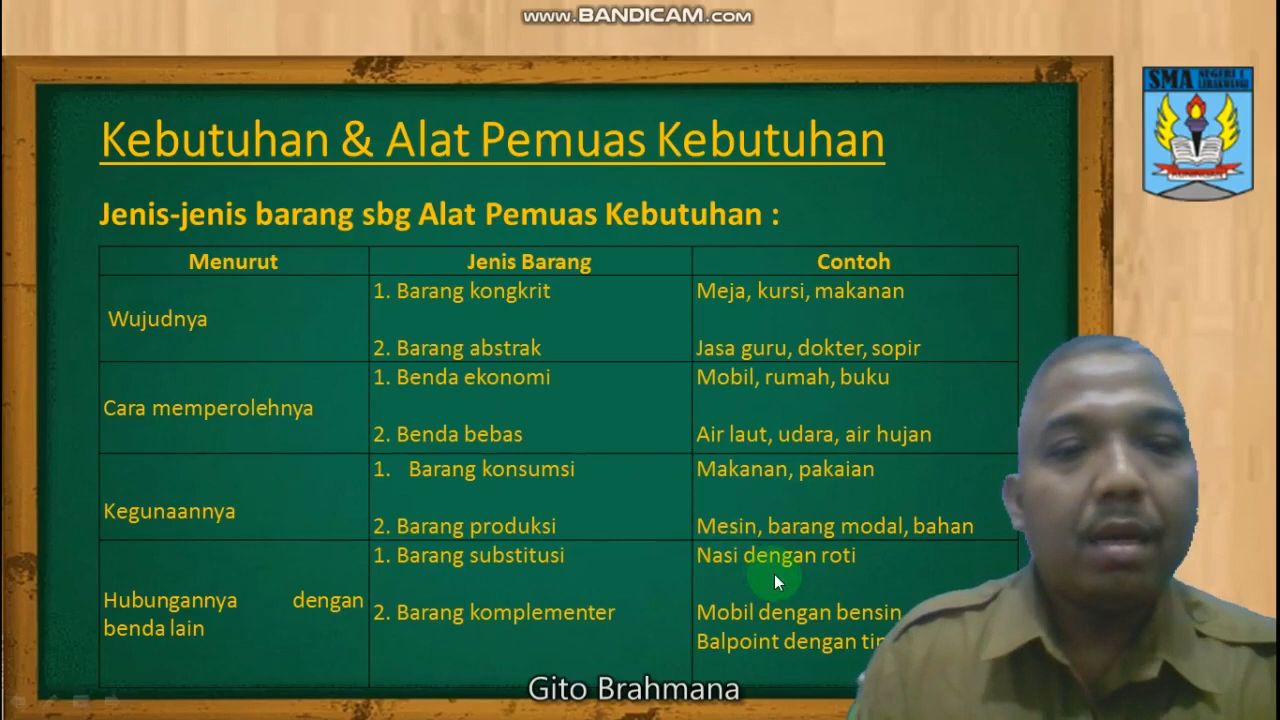 www.BANDICAM.com
SMA NEGERI 1
Kebutuhan & Alat Pemuas Kebutuhan
Jenis-jenis barang sbg Alat Pemuas Kebutuhan :
Menurut Jenis Barang Contoh
Wujudnya
1. Barang kongkrit Meja, kursi, makanan
2. Barang abstrak Jasa guru, dokter, sopir
Cara memperolehnya
1. Benda ekonomi Mobil, rumah, buku
2. Benda bebas Air laut, udara, air hujan
Kegunaannya
1. Barang konsumsi Makanan, pakaian
2. Barang produksi Mesin, barang modal, bahan
Hubungannya dengan
benda lain
1. Barang substitusi Nasi dengan roti
2. Barang komplementer Mobil dengan bensin
Balpoint dengan
Gito Brahmana